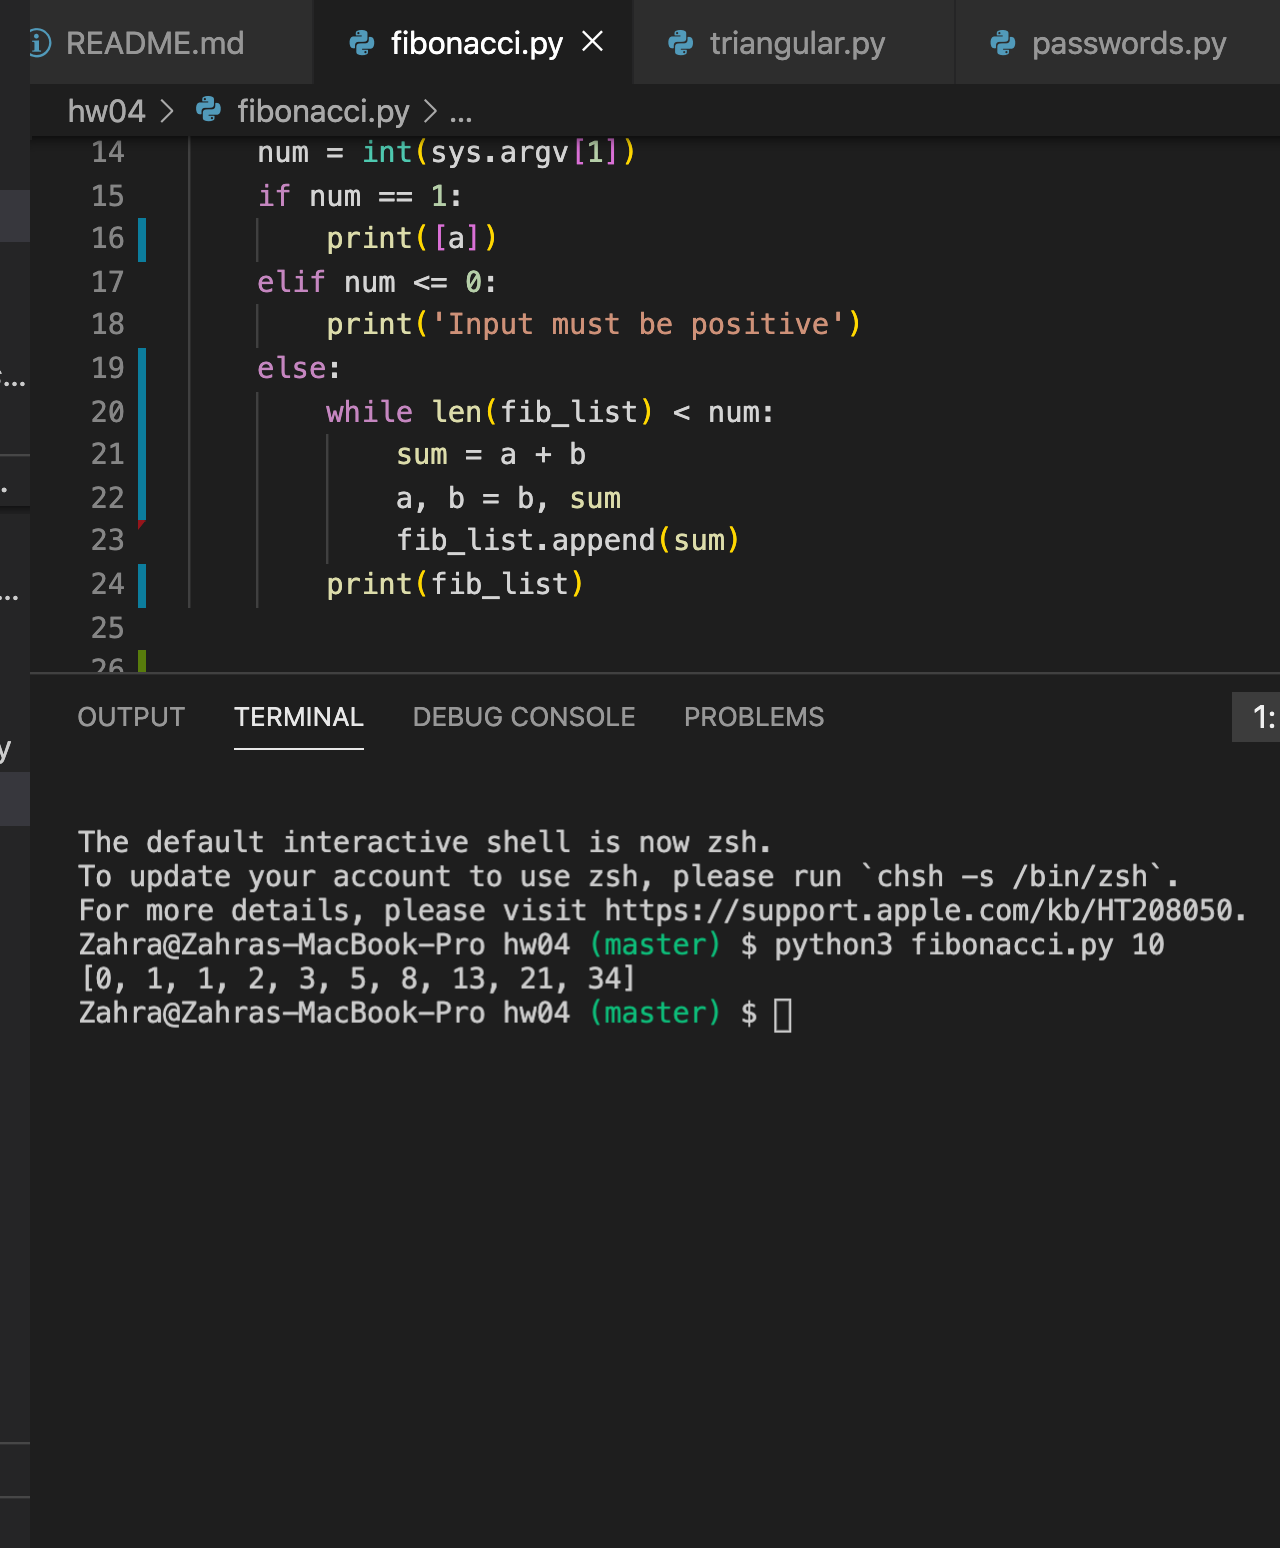 README.md fibonacci.py triangular.py passwords.py
hw04 > fibonacci.py > ...
14 num = int(sys.argv[1])
15 if num == 1:
16 print([a])
17 elif num <= 0:
18 print('Input must be positive')
19 else:
20 while len(fib_list) < num:
21 sum = a + b
22 a, b = b, sum
23 fib_list.append(sum)
24 print(fib_list)
25
26
OUTPUT TERMINAL DEBUG CONSOLE PROBLEMS 1:
The default interactive shell is now zsh.
To update your account to use zsh, please run `chsh -s /bin/zsh`.
For more details, please visit https://support.apple.com/kb/HT208050.
Zahra@Zahras-MacBook-Pro hw04 (master) $ python3 fibonacci.py 10
[0, 1, 1, 2, 3, 5, 8, 13, 21, 34]
Zahra@Zahras-MacBook-Pro hw04 (master) $